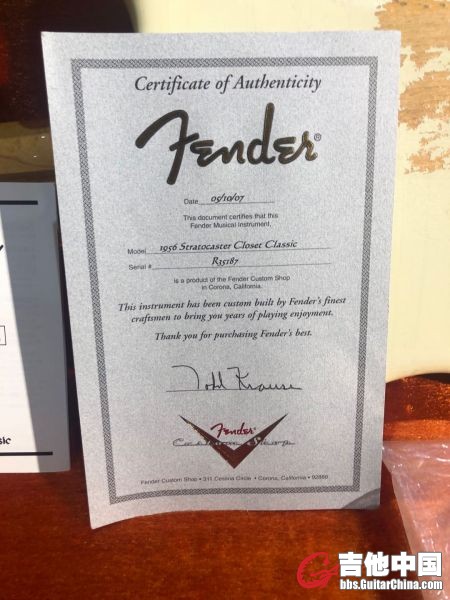 Certificate of Authenticity
Fender®
Date 05/10/07
This document certifies that this
Fender Musical Instrument,
Model 1956 Stratocaster Closet Classic
Serial # R35187
is a product of the Fender Custom Shop
in Corona, California.
This instrument has been custom built by Fender's finest
craftsmen to bring you years of playing enjoyment.
Thank you for purchasing Fender's best.
Todd Krause
Fender
Custom Shop
Fender Custom Shop • 311 Cessna Circle • Corona, California • 92880
sic
吉他中国
bbs.GuitarChina.com